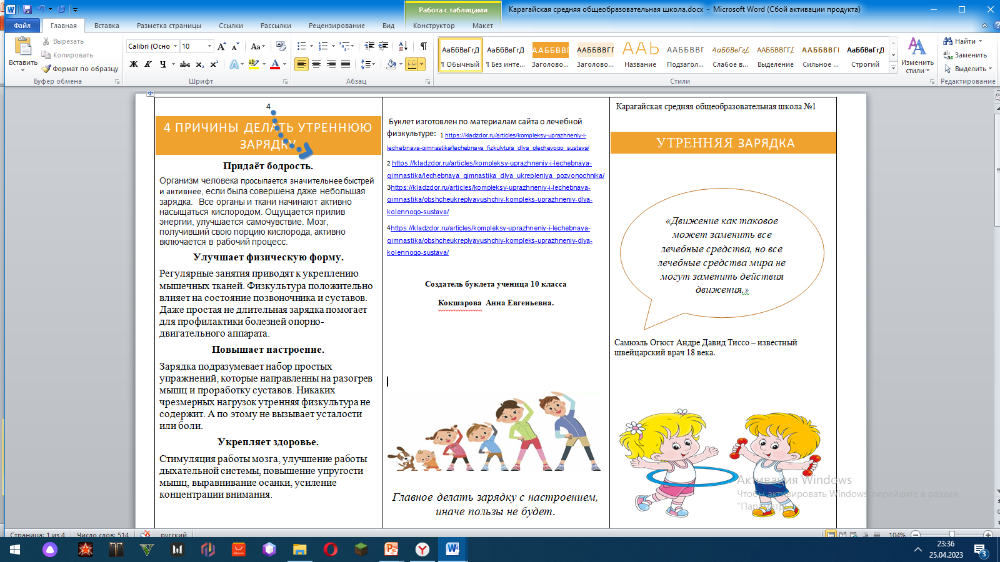 Работа с таблицами
Карагайская средняя общеобразовательная школа.docx - Microsoft Word (Сбой активации продукта)
Файл Главная Вставка Разметка страницы Ссылки Рассылки Рецензирование Вид Конструктор Макет
Вставить
Вырезать
Копировать
Формат по образцу
Буфер обмена
Calibri (Осно 10
Ж К Ч abc x₂ x²
Шрифт
Абзац
АаБбВвГгД АаБбВвГгД ААББВВГ ААББВВГГ ААЬ ААББВВГ АаБбВвГгД ААББВВГГД ААББВВГ АаБбВвГгД
¶ Обычный ¶ Без инте... Заголово... Заголово... Название Подзагол... Слабое в... Выделение Сильное ... Строгий
Стили
Изменить стили
Найти
Заменить
Выделить
Редактирование
4
4 ПРИЧИНЫ ДЕЛАТЬ УТРЕННЮЮ
ЗАРЯДКУ
Придаёт бодрость.
Организм человека просыпается значительнее быстрей
и активнее, если была совершена даже небольшая
зарядка. Все органы и ткани начинают активно
насыщаться кислородом. Ощущается прилив
энергии, улучшается самочувствие. Мозг,
получивший свою порцию кислорода, активно
включается в рабочий процесс.
Улучшает физическую форму.
Регулярные занятия приводят к укреплению
мышечных тканей. Физкультура положительно
влияет на состояние позвоночника и суставов.
Даже простая не длительная зарядка помогает
для профилактики болезней опорно-
двигательного аппарата.
Повышает настроение.
Зарядка подразумевает набор простых
упражнений, которые направленны на разогрев
мышц и проработку суставов. Никаких
чрезмерных нагрузок утренняя физкультура не
содержит. А по этому не вызывает усталости
или боли.
Укрепляет здоровье.
Стимуляция работы мозга, улучшение работы
дыхательной системы, повышение упругости
мышц, выравнивание осанки, усиление
концентрации внимания.
Буклет изготовлен по материалам сайта о лечебной
физкультуре: 1 https://kladzdor.ru/articles/kompleksy-uprazhneniy-i-
lechebnaya-gimnastika/lechebnaya_fizkulytura_dlya_plechevogo_sustava/
2 https://kladzdor.ru/articles/kompleksy-uprazhneniy-i-lechebnaya-
gimnastika/lechebnaya_gimnastika_dlya_ukrepleniya_pozvonochnika/
3https://kladzdor.ru/articles/kompleksy-uprazhneniy-i-lechebnaya-
gimnastika/obshcheukreplyayushchiy-kompleks-uprazhneniy-dlya-
kolennogo-sustava/
4https://kladzdor.ru/articles/kompleksy-uprazhneniy-i-lechebnaya-
gimnastika/obshcheukreplyayushchiy-kompleks-uprazhneniy-dlya-
kolennogo-sustava/
Создатель буклета ученица 10 класса
Кокшарова Анна Евгеньевна.
Главное делать зарядку с настроением,
иначе пользы не будет.
Карагайская средняя общеобразовательная школа №1
УТРЕННЯЯ ЗАРЯДКА
«Движение как таковое
может заменить все
лечебные средства, но все
лечебные средства мира не
могут заменить действия
движения.»
Самюэль Огюст Андре Давид Тиссо – известный
швейцарский врач 18 века.
Активация Windows
Чтобы активировать Windows, перейдите в раздел
"Параметры".
Страница: 1 из 4 Число слов: 514 русский 104%
23:36
25.04.2023
3